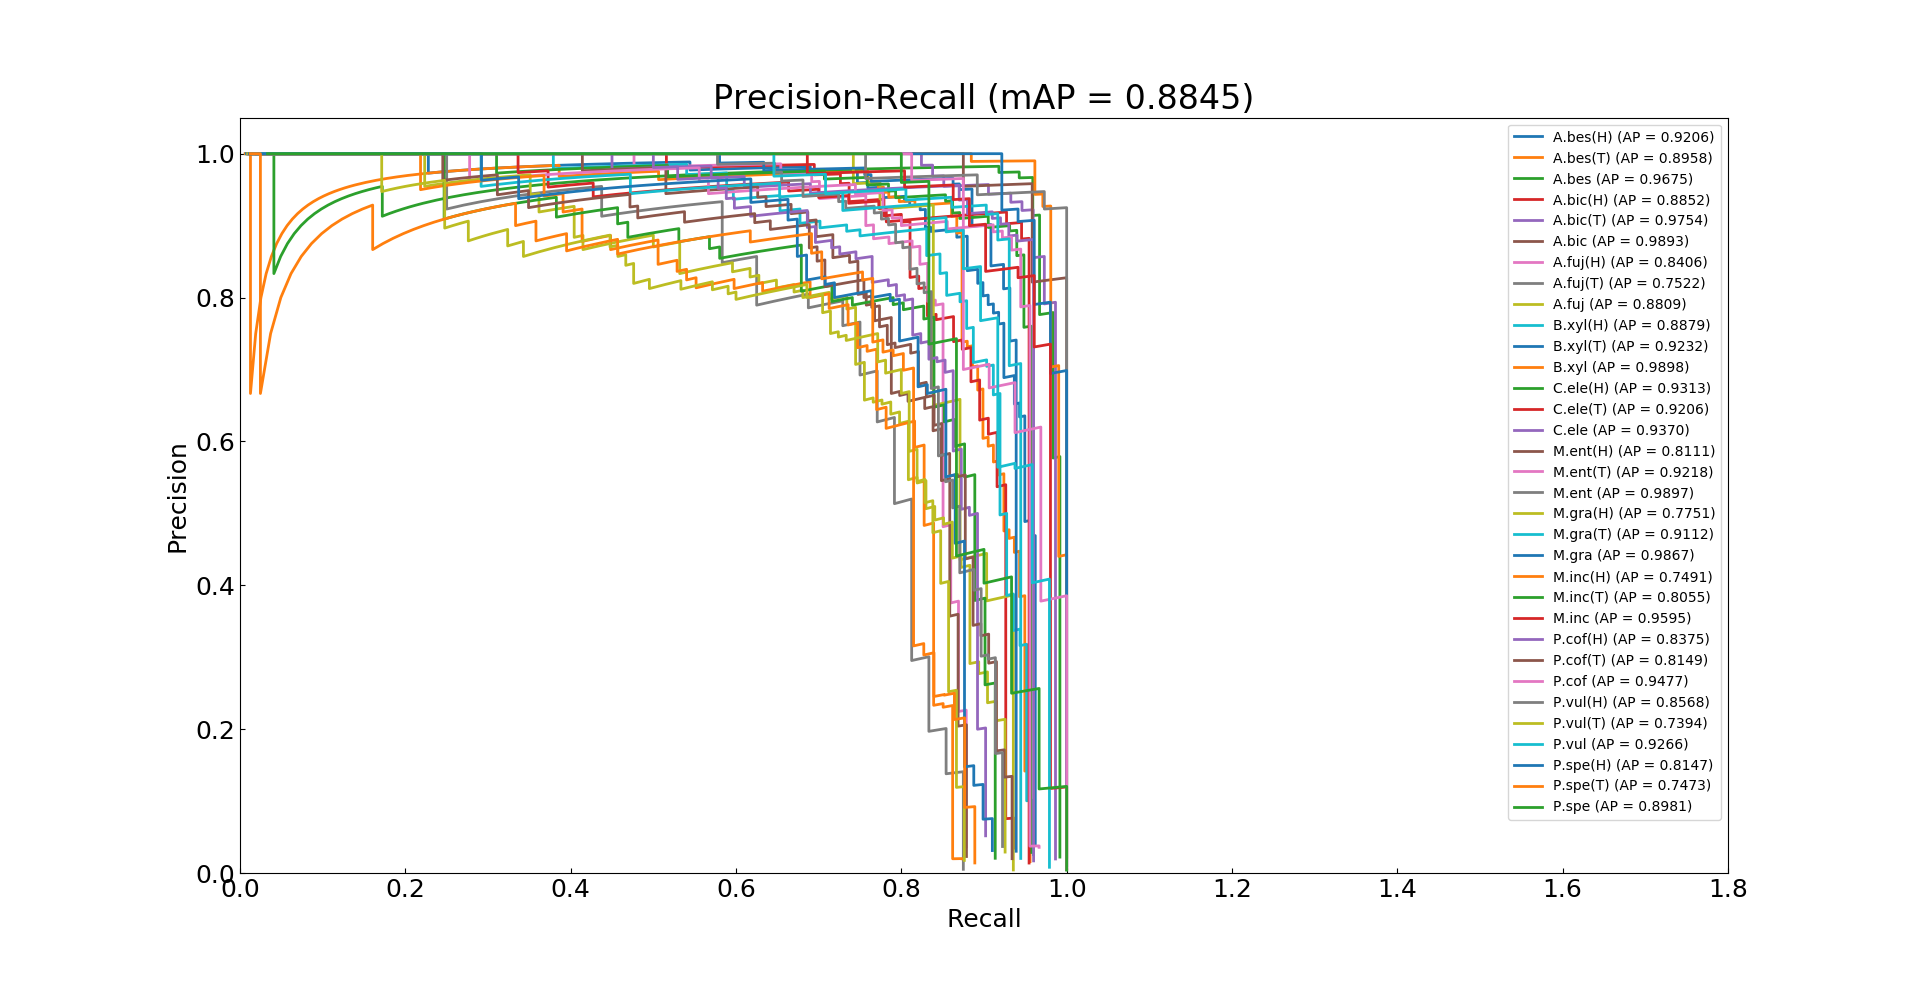 Precision-Recall (mAP = 0.8845)
1.0
0.8
0.6
0.4
0.2
0.0
Precision
0.0 0.2 0.4 0.6 0.8 1.0 1.2 1.4 1.6 1.8
Recall
A.bes(H) (AP = 0.9206)
A.bes(T) (AP = 0.8958)
A.bes (AP = 0.9675)
A.bic(H) (AP = 0.8852)
A.bic(T) (AP = 0.9754)
A.bic (AP = 0.9893)
A.fuj(H) (AP = 0.8406)
A.fuj(T) (AP = 0.7522)
A.fuj (AP = 0.8809)
B.xyl(H) (AP = 0.8879)
B.xyl(T) (AP = 0.9232)
B.xyl (AP = 0.9898)
C.ele(H) (AP = 0.9313)
C.ele(T) (AP = 0.9206)
C.ele (AP = 0.9370)
M.ent(H) (AP = 0.8111)
M.ent(T) (AP = 0.9218)
M.ent (AP = 0.9897)
M.gra(H) (AP = 0.7751)
M.gra(T) (AP = 0.9112)
M.gra (AP = 0.9867)
M.inc(H) (AP = 0.7491)
M.inc(T) (AP = 0.8055)
M.inc (AP = 0.9595)
P.cof(H) (AP = 0.8375)
P.cof(T) (AP = 0.8149)
P.cof (AP = 0.9477)
P.vul(H) (AP = 0.8568)
P.vul(T) (AP = 0.7394)
P.vul (AP = 0.9266)
P.spe(H) (AP = 0.8147)
P.spe(T) (AP = 0.7473)
P.spe (AP = 0.8981)